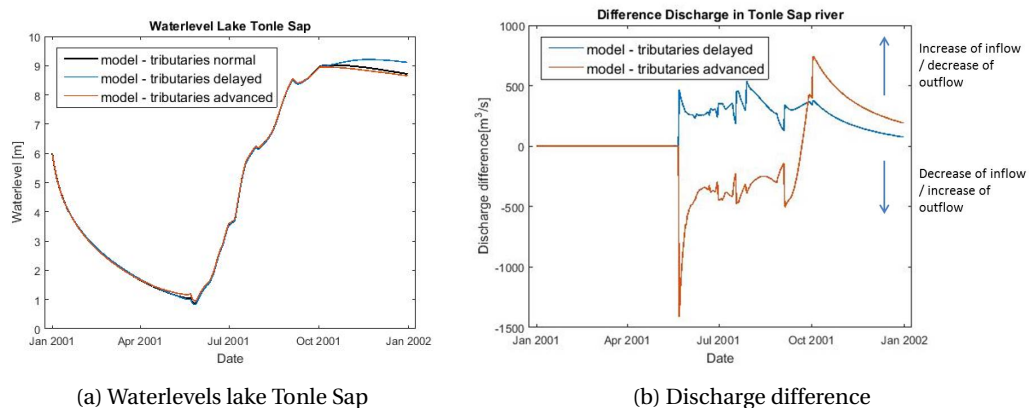 Waterlevel Lake Tonle Sap
model - tributaries normal
model - tributaries delayed
model - tributaries advanced
Waterlevel [m]
10
9
8
7
6
5
4
3
2
1
0
Jan 2001
Apr 2001
Jul 2001
Oct 2001
Jan 2002
Date
(a) Waterlevels lake Tonle Sap
Difference Discharge in Tonle Sap river
model - tributaries delayed
model - tributaries advanced
Discharge difference[m³/s]
1000
500
0
-500
-1000
-1500
Jan 2001
Apr 2001
Jul 2001
Oct 2001
Jan 2002
Date
Increase of inflow
/ decrease of
outflow
Decrease of inflow
/ increase of
outflow
(b) Discharge difference